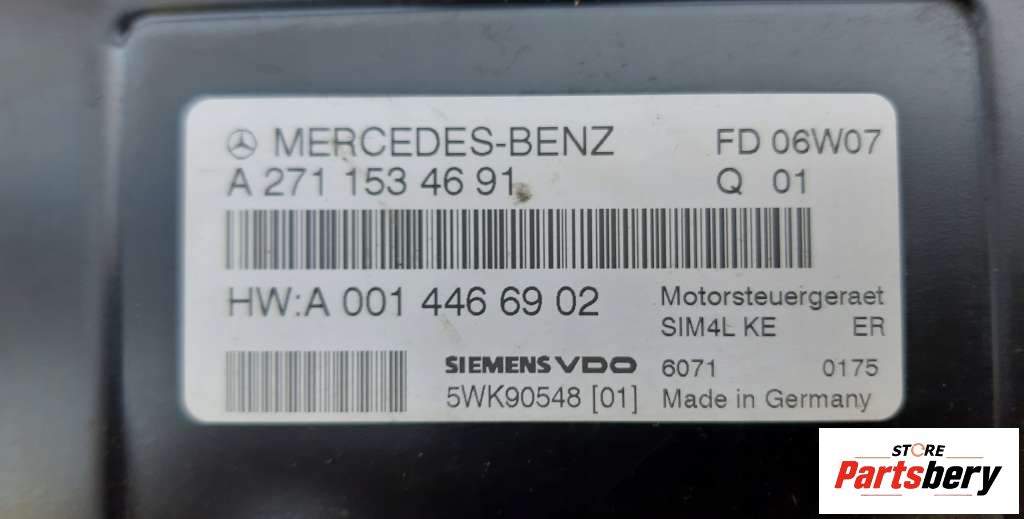 MERCEDES-BENZ FD 06W07
A 271 153 46 91 Q 01
HW:A 001 446 69 02 Motorsteuergeraet
SIM4L KE ER
SIEMENS VDO 6071 0175
5WK90548 [01] Made in Germany
STORE
Partsbery